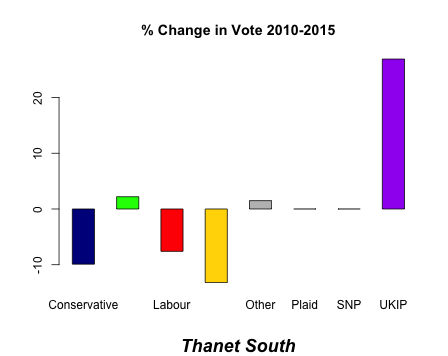 % Change in Vote 2010-2015
20
10
0
-10
Conservative Labour Other Plaid SNP UKIP
Thanet South